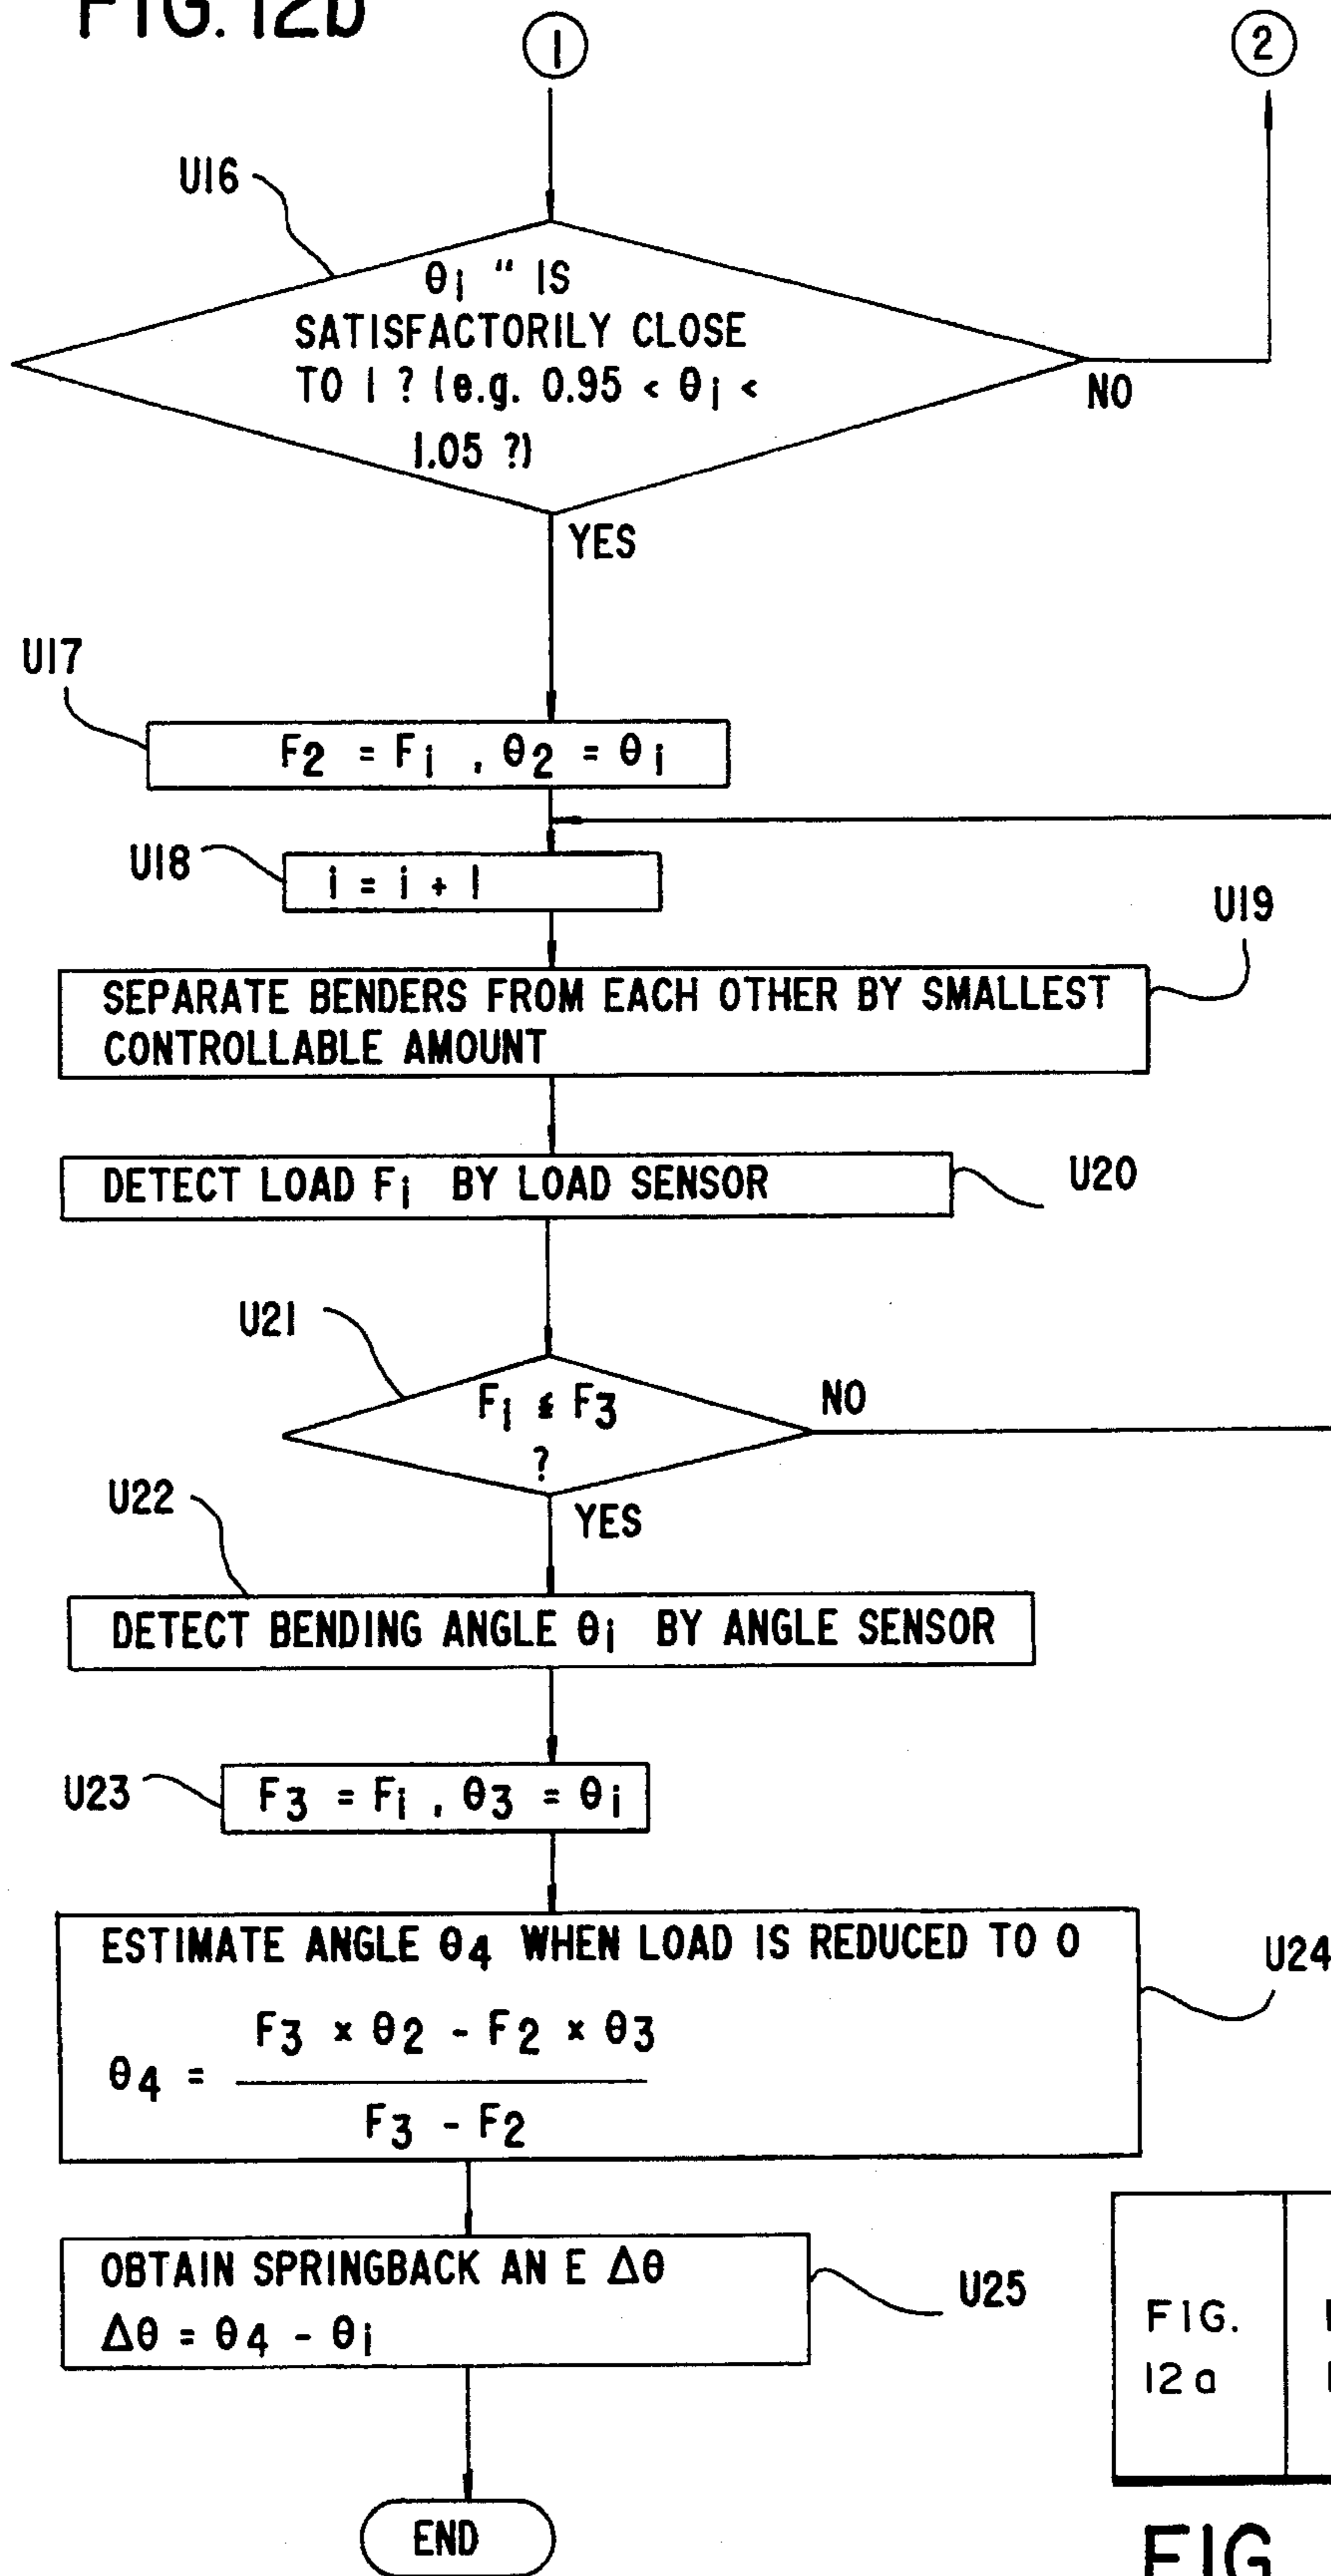 FIG. 12b
1
2
U16
θi " IS
SATISFACTORILY CLOSE
TO 1 ? (e.g. 0.95 < θi <
1.05 ?)
NO
YES
U17
F2 = Fi , θ2 = θi
U18
i = i + 1
U19
SEPARATE BENDERS FROM EACH OTHER BY SMALLEST
CONTROLLABLE AMOUNT
DETECT LOAD Fi BY LOAD SENSOR
U20
U21
Fi ≦ F3
?
NO
YES
U22
DETECT BENDING ANGLE θi BY ANGLE SENSOR
U23
F3 = Fi , θ3 = θi
ESTIMATE ANGLE θ4 WHEN LOAD IS REDUCED TO 0
U24
F3 × θ2 - F2 × θ3
θ4 =
F3 - F2
OBTAIN SPRINGBACK AN E Δθ
Δθ = θ4 - θi
U25
FIG.
12a
END
FIG